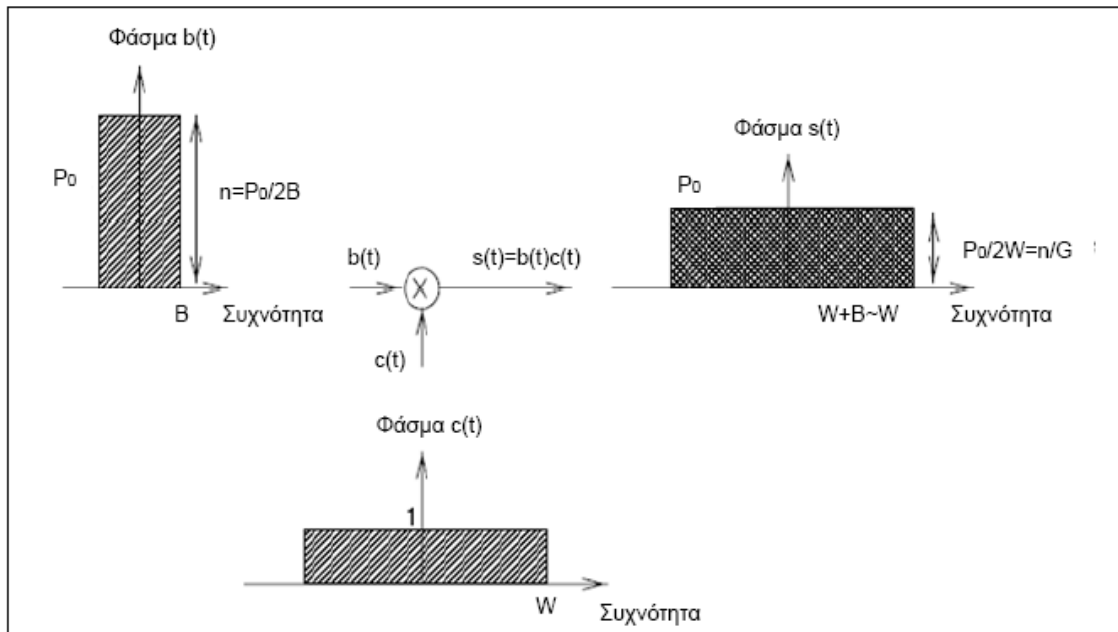 Φάσμα b(t)
P0
n=P0/2B
B
Συχνότητα
b(t)
X
s(t)=b(t)c(t)
c(t)
Φάσμα s(t)
P0
P0/2W=n/G
W+B~W
Συχνότητα
Φάσμα c(t)
1
W
Συχνότητα